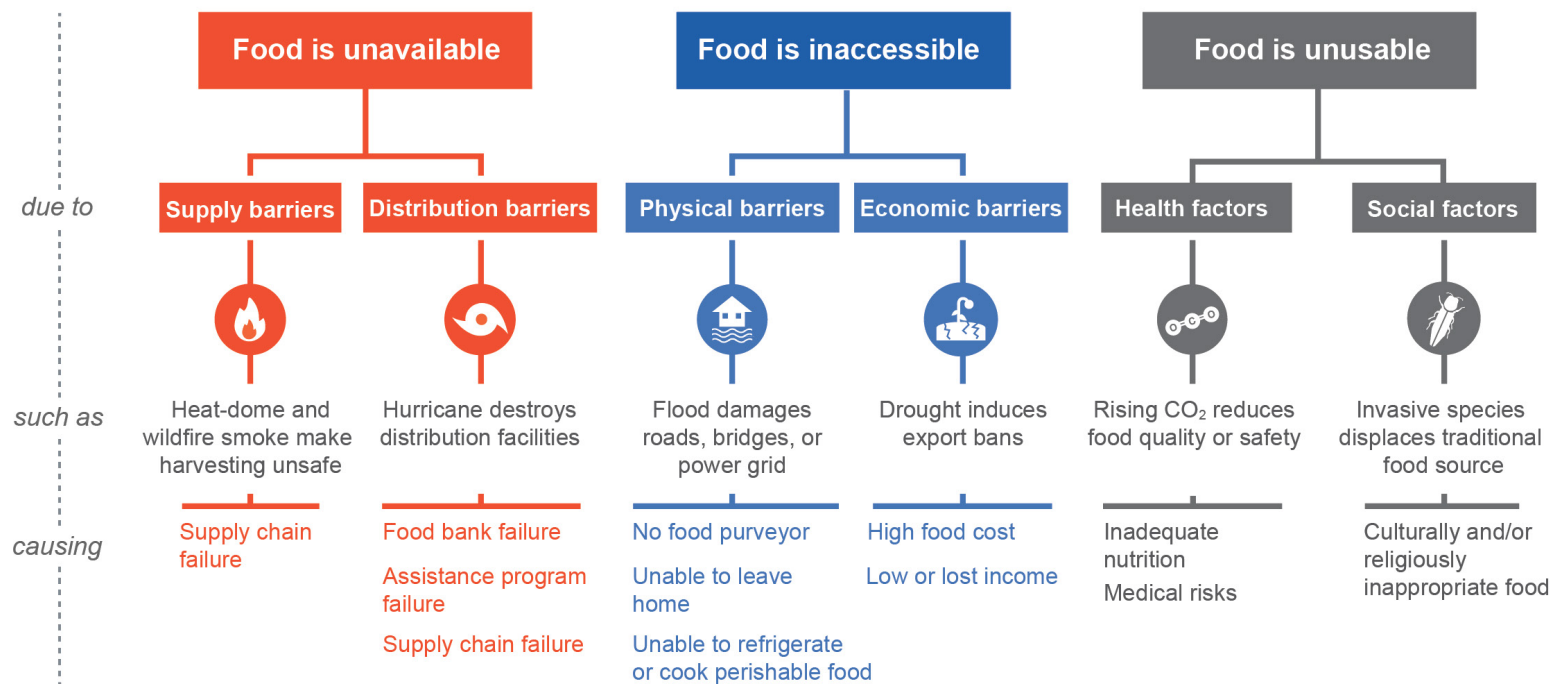 Food is unavailable
Food is inaccessible
Food is unusable
due to
Supply barriers
Distribution barriers
Physical barriers
Economic barriers
Health factors
Social factors
O C O
such as
Heat-dome and
wildfire smoke make
harvesting unsafe
Hurricane destroys
distribution facilities
Flood damages
roads, bridges, or
power grid
Drought induces
export bans
Rising CO₂ reduces
food quality or safety
Invasive species
displaces traditional
food source
causing
Supply chain
failure
Food bank failure
Assistance program
failure
Supply chain failure
No food purveyor
Unable to leave
home
Unable to refrigerate
or cook perishable food
High food cost
Low or lost income
Inadequate
nutrition
Medical risks
Culturally and/or
religiously
inappropriate food